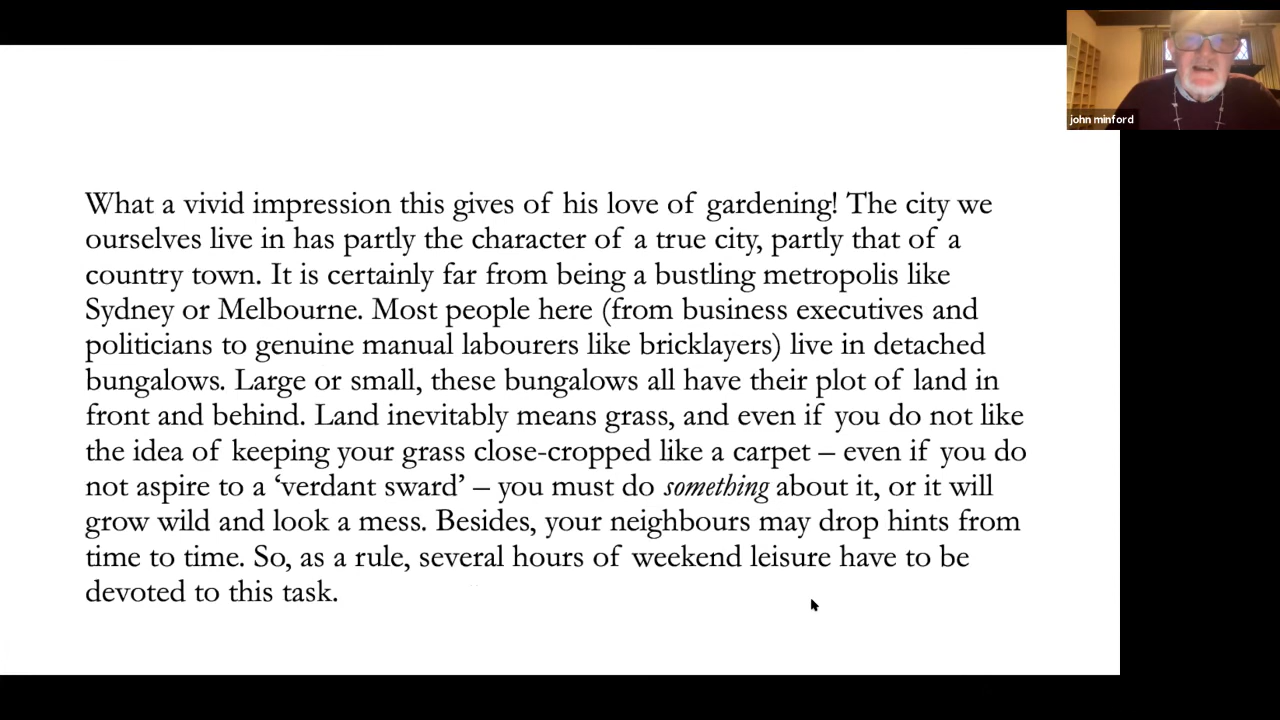 john minford
What a vivid impression this gives of his love of gardening! The city we
ourselves live in has partly the character of a true city, partly that of a
country town. It is certainly far from being a bustling metropolis like
Sydney or Melbourne. Most people here (from business executives and
politicians to genuine manual labourers like bricklayers) live in detached
bungalows. Large or small, these bungalows all have their plot of land in
front and behind. Land inevitably means grass, and even if you do not like
the idea of keeping your grass close-cropped like a carpet – even if you do
not aspire to a ‘verdant sward’ – you must do something about it, or it will
grow wild and look a mess. Besides, your neighbours may drop hints from
time to time. So, as a rule, several hours of weekend leisure have to be
devoted to this task.